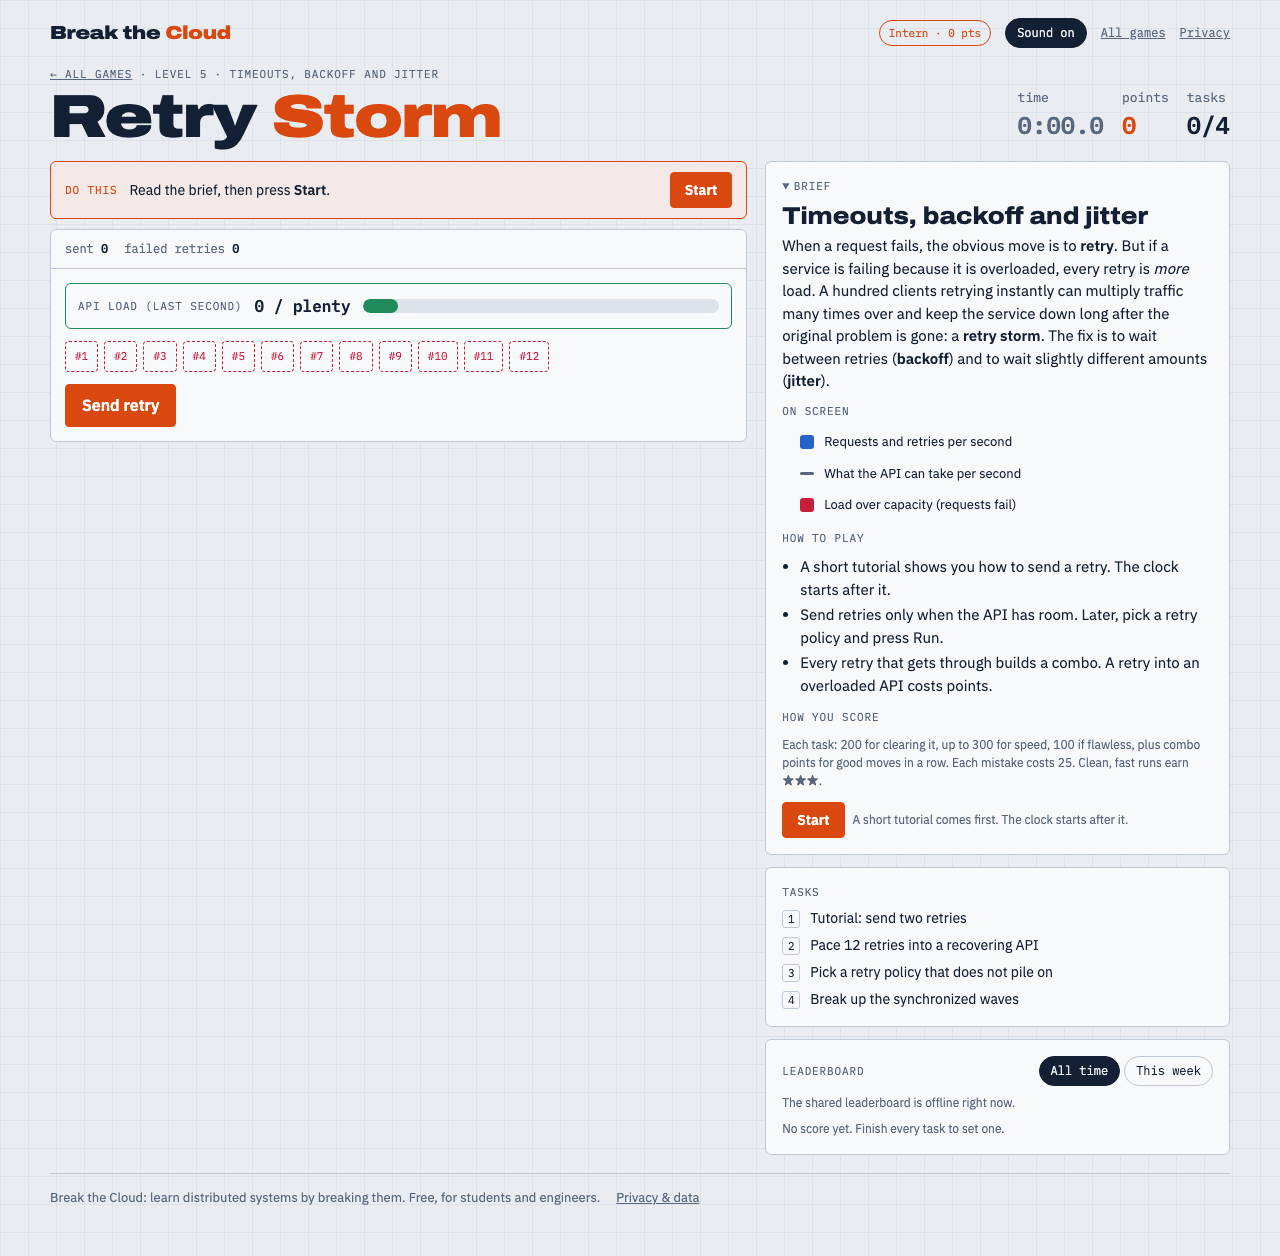 Break the Cloud
Intern · 0 pts
Sound on
All games
Privacy
← ALL GAMES · LEVEL 5 · TIMEOUTS, BACKOFF AND JITTER
Retry Storm
time
0:00.0
points
0
tasks
0/4
DO THIS Read the brief, then press Start.
Start
sent 0 failed retries 0
API LOAD (LAST SECOND) 0 / plenty
#1 #2 #3 #4 #5 #6 #7 #8 #9 #10 #11 #12
Send retry
▼ BRIEF
Timeouts, backoff and jitter
When a request fails, the obvious move is to retry. But if a
service is failing because it is overloaded, every retry is more
load. A hundred clients retrying instantly can multiply traffic
many times over and keep the service down long after the
original problem is gone: a retry storm. The fix is to wait
between retries (backoff) and to wait slightly different amounts
(jitter).
ON SCREEN
Requests and retries per second
What the API can take per second
Load over capacity (requests fail)
HOW TO PLAY
• A short tutorial shows you how to send a retry. The clock
starts after it.
• Send retries only when the API has room. Later, pick a retry
policy and press Run.
• Every retry that gets through builds a combo. A retry into an
overloaded API costs points.
HOW YOU SCORE
Each task: 200 for clearing it, up to 300 for speed, 100 if flawless, plus combo
points for good moves in a row. Each mistake costs 25. Clean, fast runs earn
★★★.
Start
A short tutorial comes first. The clock starts after it.
TASKS
1 Tutorial: send two retries
2 Pace 12 retries into a recovering API
3 Pick a retry policy that does not pile on
4 Break up the synchronized waves
LEADERBOARD
All time
This week
The shared leaderboard is offline right now.
No score yet. Finish every task to set one.
Break the Cloud: learn distributed systems by breaking them. Free, for students and engineers.
Privacy & data